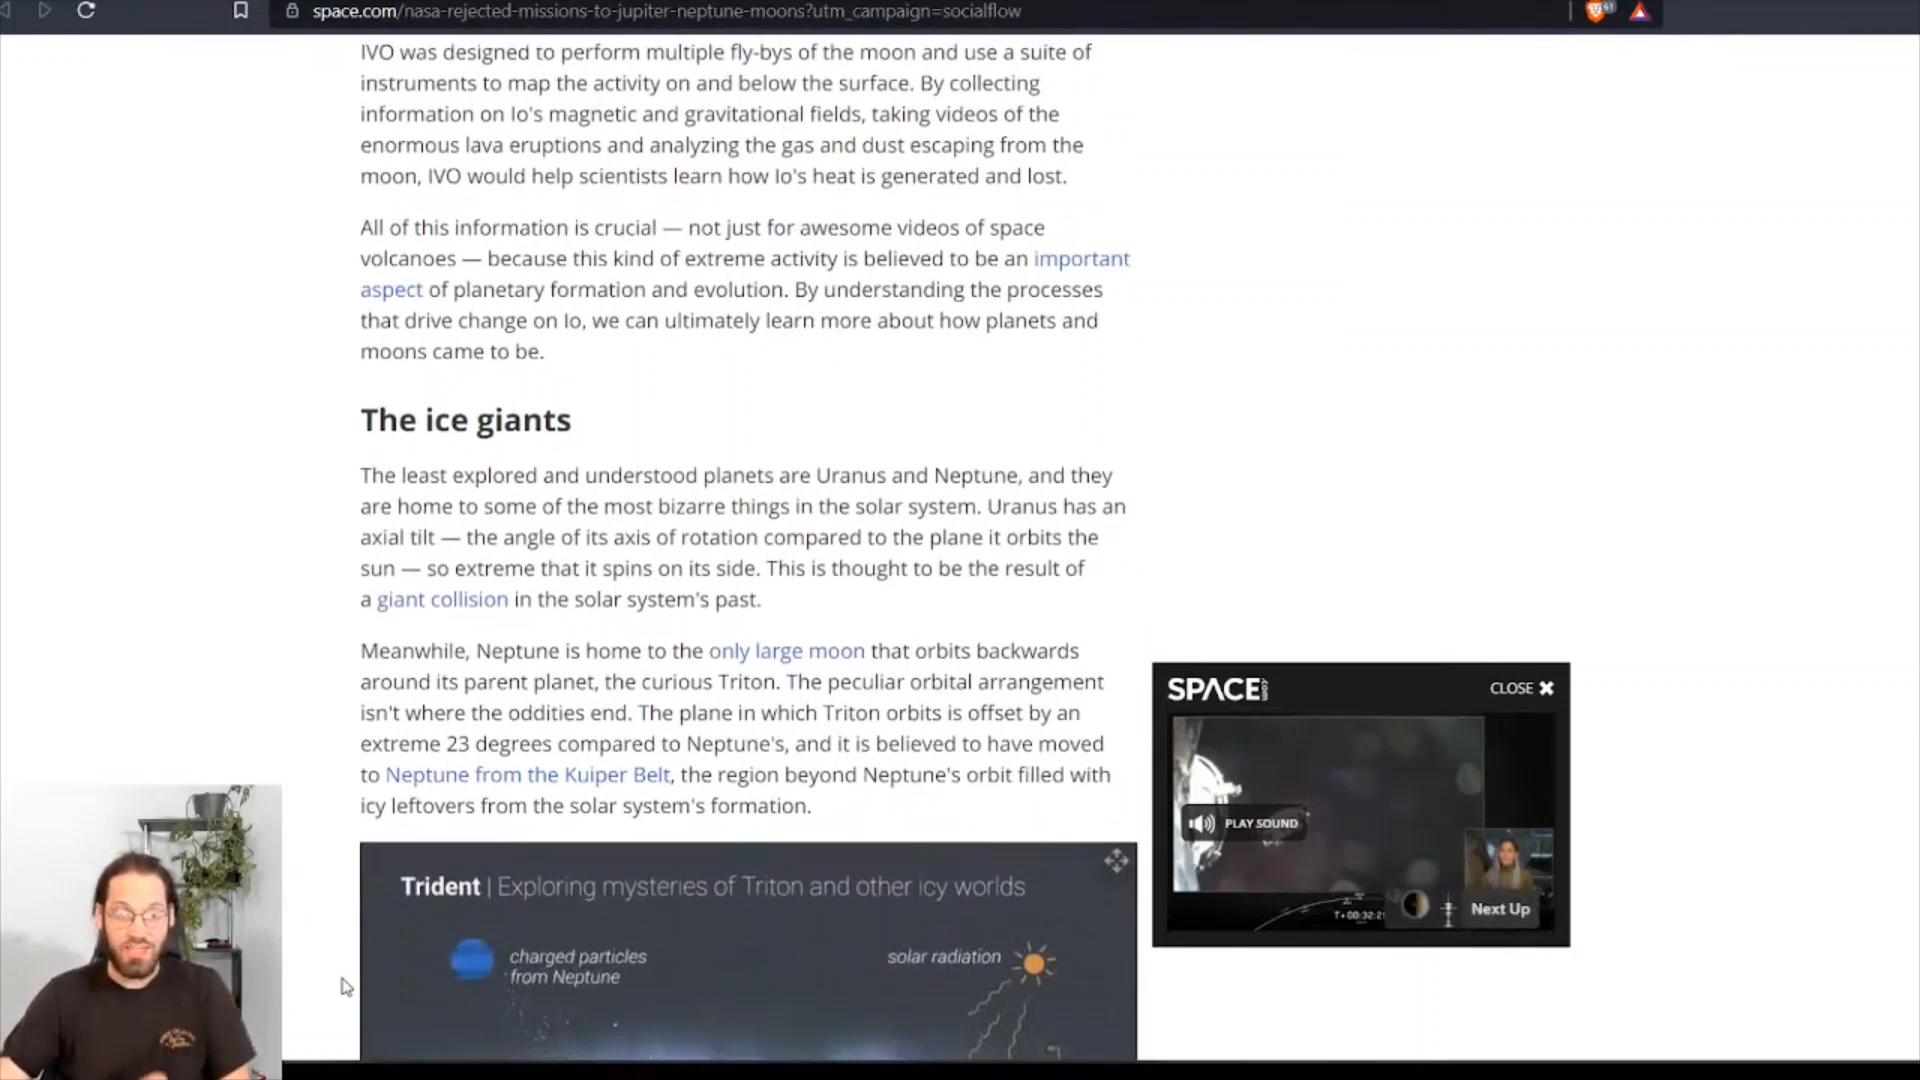 space.com/nasa-rejected-missions-to-jupiter-neptune-moons?utm_campaign=socialflow
61
IVO was designed to perform multiple fly-bys of the moon and use a suite of
instruments to map the activity on and below the surface. By collecting
information on Io's magnetic and gravitational fields, taking videos of the
enormous lava eruptions and analyzing the gas and dust escaping from the
moon, IVO would help scientists learn how Io's heat is generated and lost.
All of this information is crucial — not just for awesome videos of space
volcanoes — because this kind of extreme activity is believed to be an important
aspect of planetary formation and evolution. By understanding the processes
that drive change on Io, we can ultimately learn more about how planets and
moons came to be.
The ice giants
The least explored and understood planets are Uranus and Neptune, and they
are home to some of the most bizarre things in the solar system. Uranus has an
axial tilt — the angle of its axis of rotation compared to the plane it orbits the
sun — so extreme that it spins on its side. This is thought to be the result of
a giant collision in the solar system's past.
Meanwhile, Neptune is home to the only large moon that orbits backwards
around its parent planet, the curious Triton. The peculiar orbital arrangement
isn't where the oddities end. The plane in which Triton orbits is offset by an
extreme 23 degrees compared to Neptune's, and it is believed to have moved
to Neptune from the Kuiper Belt, the region beyond Neptune's orbit filled with
icy leftovers from the solar system's formation.
Trident | Exploring mysteries of Triton and other icy worlds
charged particles
from Neptune
solar radiation
SPACE.com
CLOSE
PLAY SOUND
Next Up